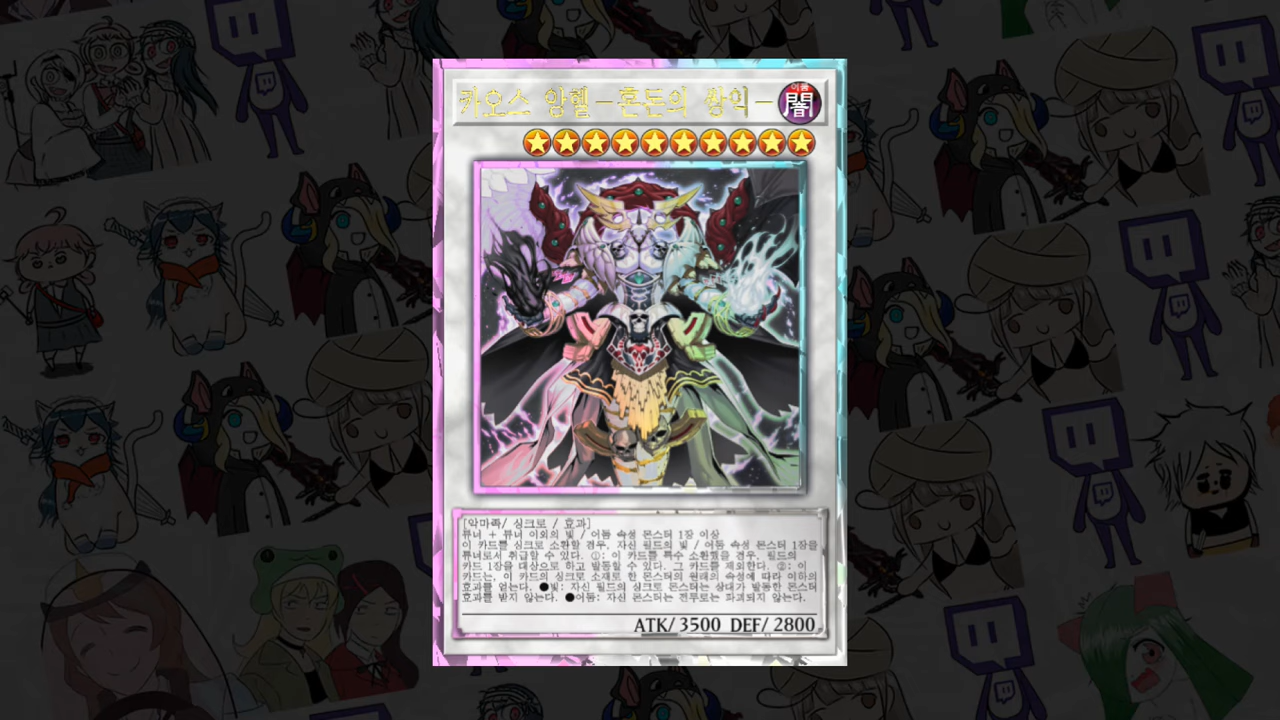 카오스 앙헬-혼돈의 쌍익-
어둠
闇
[악마족/ 싱크로 / 효과]
튜너 + 튜너 이외의 빛 / 어둠 속성 몬스터 1장 이상
이 카드를 싱크로 소환할 경우, 자신 필드의 빛 / 어둠 속성 몬스터 1장을
튜너로서 취급할 수 있다. ①: 이 카드를 특수 소환했을 경우, 필드의
카드 1장을 대상으로 하고 발동할 수 있다. 그 카드를 제외한다. ②: 이
카드는, 이 카드의 싱크로 소재로 한 몬스터의 원래의 속성에 따라 이하의
효과를 얻는다. ●빛: 자신 필드의 싱크로 몬스터는 상대가 발동한 몬스터
효과를 받지 않는다. ●어둠: 자신 몬스터는 전투로는 파괴되지 않는다.
ATK/ 3500 DEF/ 2800